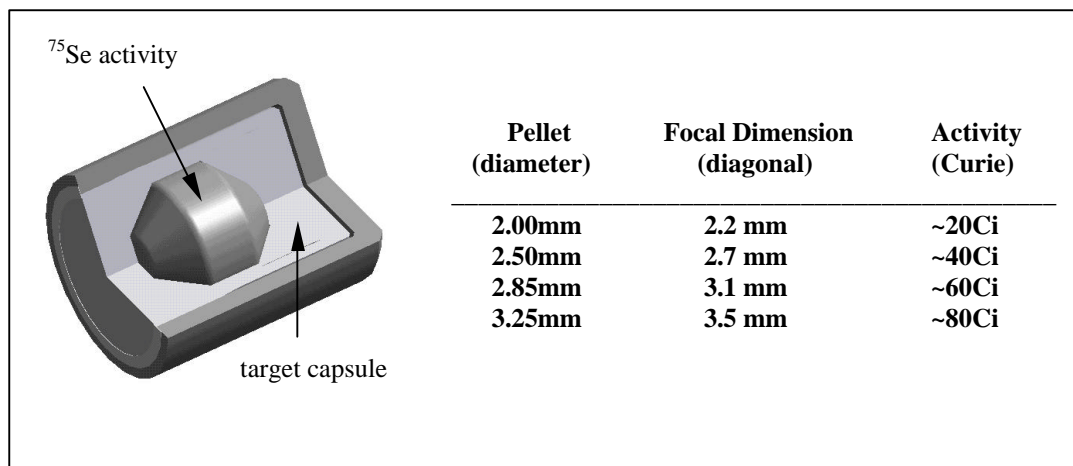 ⁷⁵Se activity
target capsule
Pellet Focal Dimension Activity
(diameter) (diagonal) (Curie)
2.00mm 2.2 mm ~20Ci
2.50mm 2.7 mm ~40Ci
2.85mm 3.1 mm ~60Ci
3.25mm 3.5 mm ~80Ci